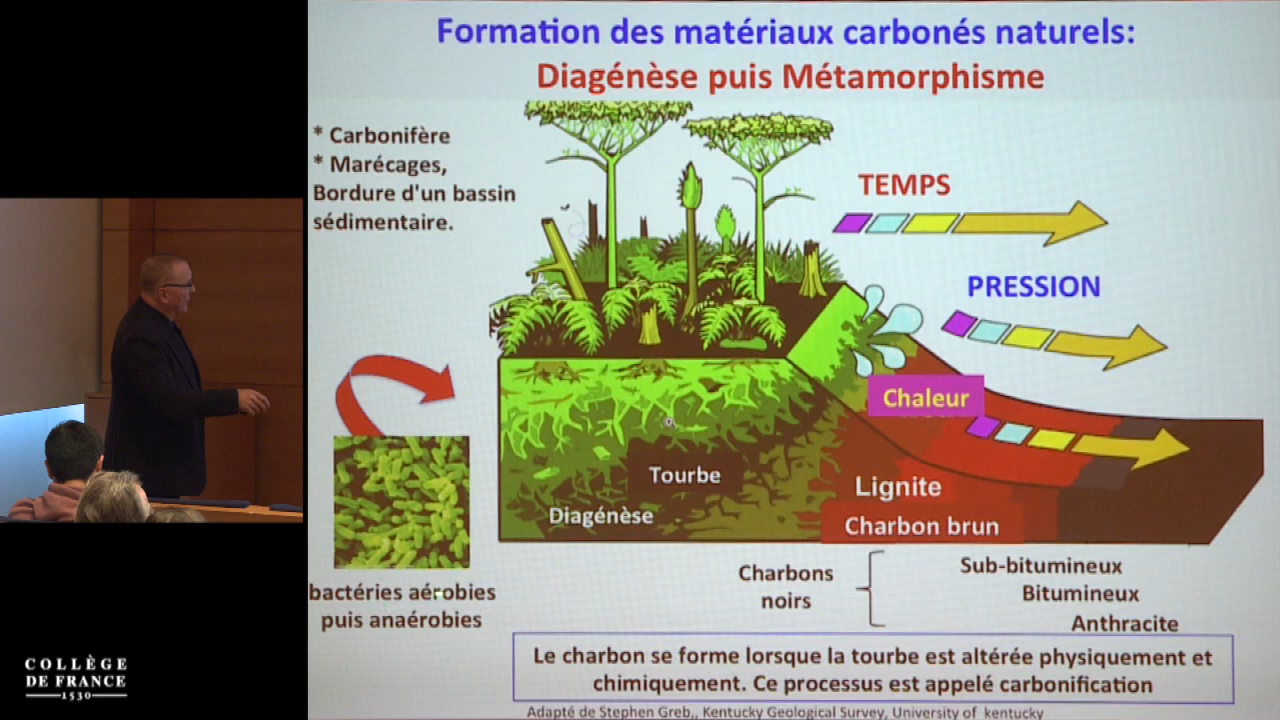 Formation des matériaux carbonés naturels:
Diagénèse puis Métamorphisme
* Carbonifère
* Marécages,
Bordure d'un bassin
sédimentaire.
TEMPS
PRESSION
Chaleur
Tourbe
Diagénèse
Lignite
Charbon brun
bactéries aérobies
puis anaérobies
Charbons
noirs
Sub-bitumineux
Bitumineux
Anthracite
Le charbon se forme lorsque la tourbe est altérée physiquement et
chimiquement. Ce processus est appelé carbonification
Adapté de Stephen Greb,, Kentucky Geological Survey, University of kentucky
COLLÈGE
DE FRANCE
1530